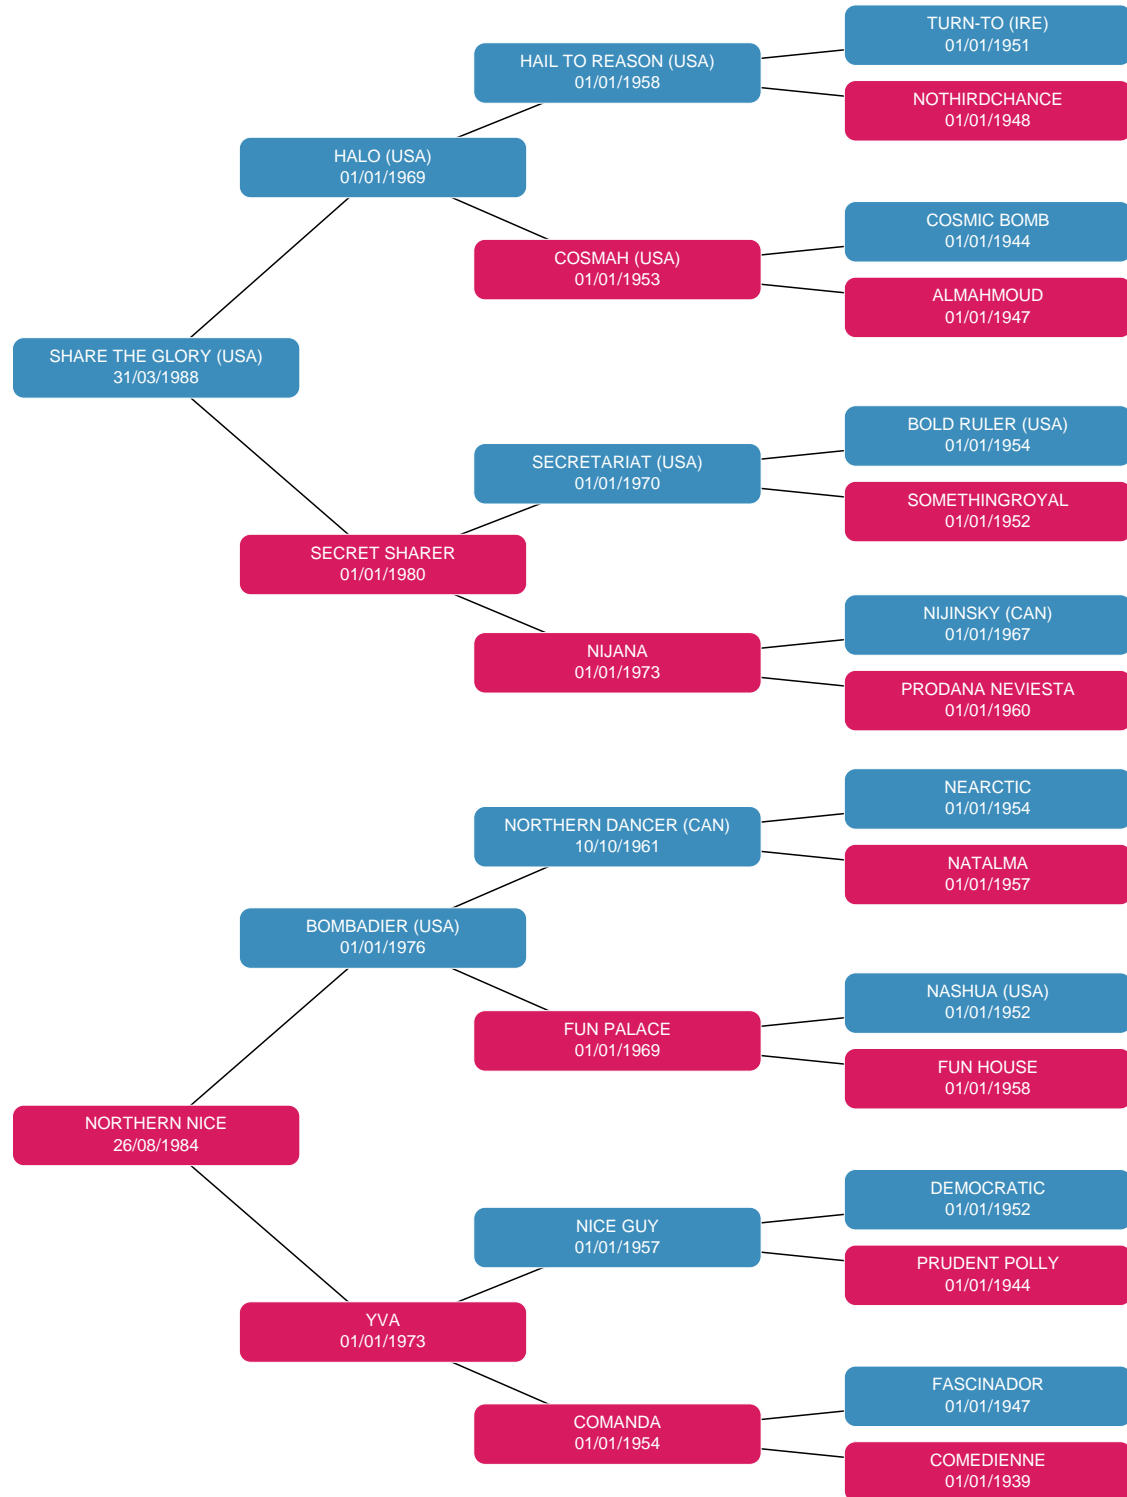 TURN-TO (IRE)
01/01/1951
HAIL TO REASON (USA)
01/01/1958
NOTHIRDCHANCE
01/01/1948
HALO (USA)
01/01/1969
COSMIC BOMB
01/01/1944
COSMAH (USA)
01/01/1953
ALMAHMOUD
01/01/1947
SHARE THE GLORY (USA)
31/03/1988
BOLD RULER (USA)
01/01/1954
SECRETARIAT (USA)
01/01/1970
SOMETHINGROYAL
01/01/1952
SECRET SHARER
01/01/1980
NIJINSKY (CAN)
01/01/1967
NIJANA
01/01/1973
PRODANA NEVIESTA
01/01/1960
NEARCTIC
01/01/1954
NORTHERN DANCER (CAN)
10/10/1961
NATALMA
01/01/1957
BOMBADIER (USA)
01/01/1976
NASHUA (USA)
01/01/1952
FUN PALACE
01/01/1969
FUN HOUSE
01/01/1958
NORTHERN NICE
26/08/1984
DEMOCRATIC
01/01/1952
NICE GUY
01/01/1957
PRUDENT POLLY
01/01/1944
YVA
01/01/1973
FASCINADOR
01/01/1947
COMANDA
01/01/1954
COMEDIENNE
01/01/1939